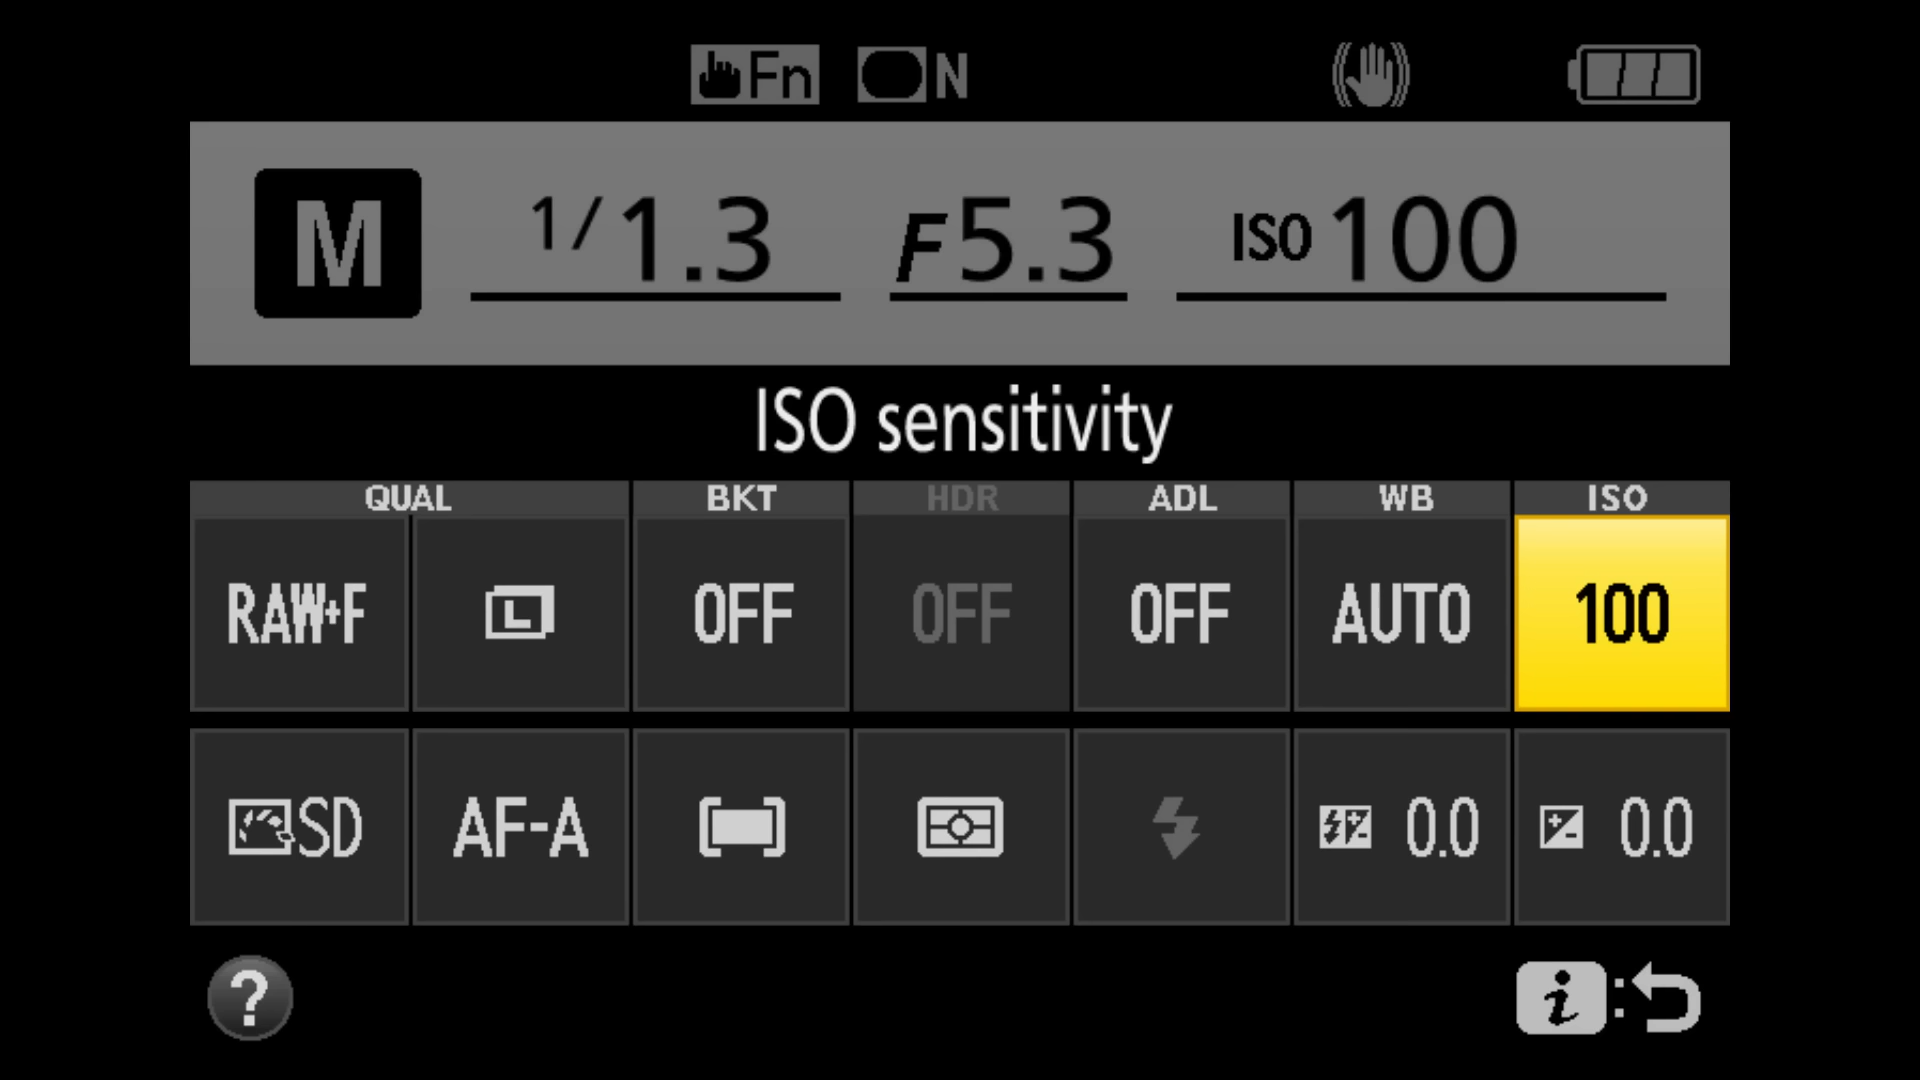 Fn N
M 1/1.3 F5.3 ISO 100
ISO sensitivity
QUAL BKT HDR ADL WB ISO
RAW+F L OFF OFF OFF AUTO 100
SD AF-A 0.0 0.0
? i: